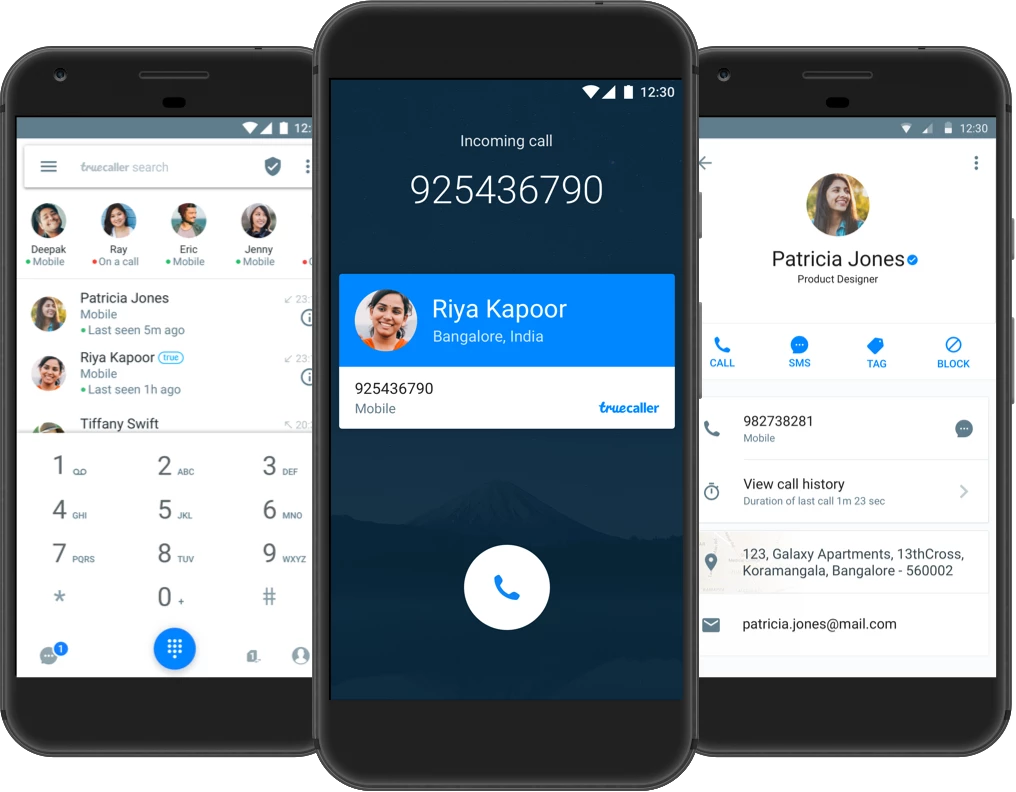 12:
truecaller search
Deepak
Mobile
Ray
On a call
Eric
Mobile
Jenny
Mobile
Patricia Jones
23:
Mobile
Last seen 5m ago
Riya Kapoor true
23:
Mobile
Last seen 1h ago
Tiffany Swift
20:
1
2 ABC
3 DEF
4 GHI
5 JKL
6 MNO
7 PQRS
8 TUV
9 WXYZ
*
0 +
#
1
1
12:30
Incoming call
925436790
Riya Kapoor
Bangalore, India
925436790
Mobile
truecaller
12:30
Patricia Jones
Product Designer
CALL
SMS
TAG
BLOCK
982738281
Mobile
View call history
Duration of last call 1m 23 sec
123, Galaxy Apartments, 13thCross,
Koramangala, Bangalore - 560002
patricia.jones@mail.com